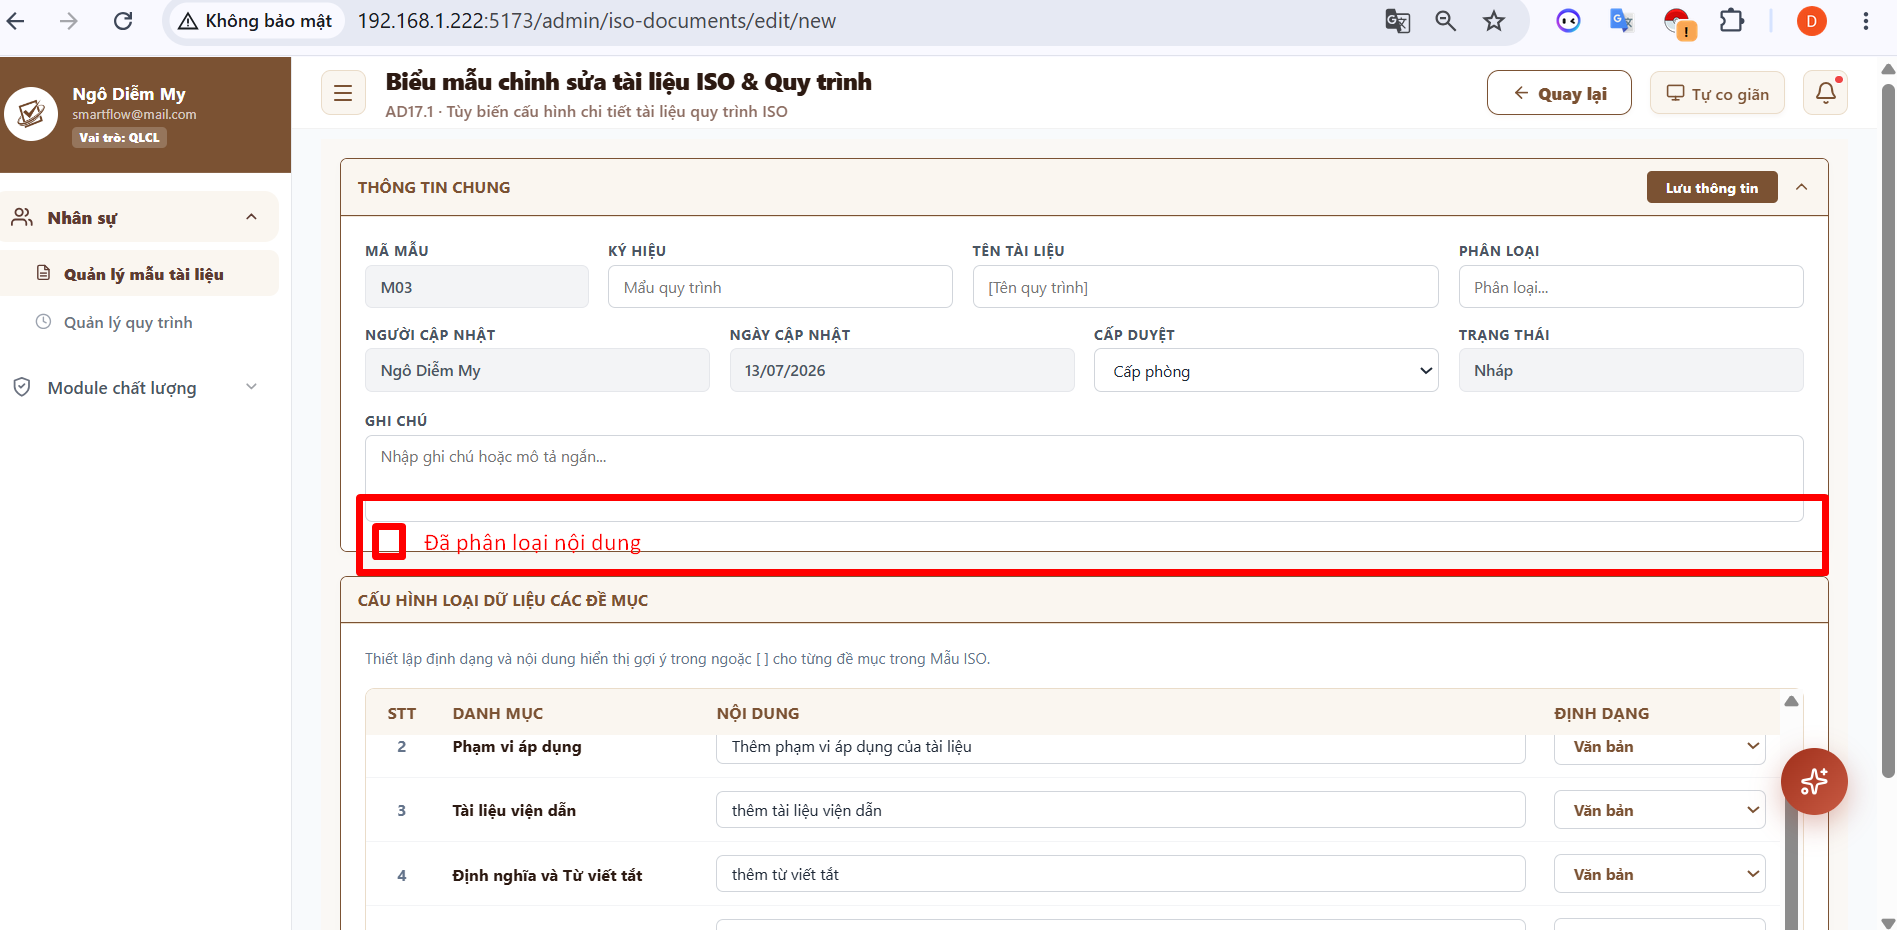 Không bảo mật
192.168.1.222:5173/admin/iso-documents/edit/new
D
Ngô Diễm My
smartflow@mail.com
Vai trò: QLCL
Nhân sự
Quản lý mẫu tài liệu
Quản lý quy trình
Module chất lượng
Biểu mẫu chỉnh sửa tài liệu ISO & Quy trình
AD17.1 · Tùy biến cấu hình chi tiết tài liệu quy trình ISO
Quay lại
Tự co giãn
THÔNG TIN CHUNG
Lưu thông tin
MÃ MẪU
KÝ HIỆU
TÊN TÀI LIỆU
PHÂN LOẠI
M03
Mẩu quy trình
[Tên quy trình]
Phân loại...
NGƯỜI CẬP NHẬT
NGÀY CẬP NHẬT
CẤP DUYỆT
TRẠNG THÁI
Ngô Diễm My
13/07/2026
Cấp phòng
Nháp
GHI CHÚ
Nhập ghi chú hoặc mô tả ngắn...
Đã phân loại nội dung
CẤU HÌNH LOẠI DỮ LIỆU CÁC ĐỀ MỤC
Thiết lập định dạng và nội dung hiển thị gợi ý trong ngoặc [ ] cho từng đề mục trong Mẫu ISO.
STT DANH MỤC NỘI DUNG ĐỊNH DẠNG
2 Phạm vi áp dụng Thêm phạm vi áp dụng của tài liệu Văn bản
3 Tài liệu viện dẫn thêm tài liệu viện dẫn Văn bản
4 Định nghĩa và Từ viết tắt thêm từ viết tắt Văn bản